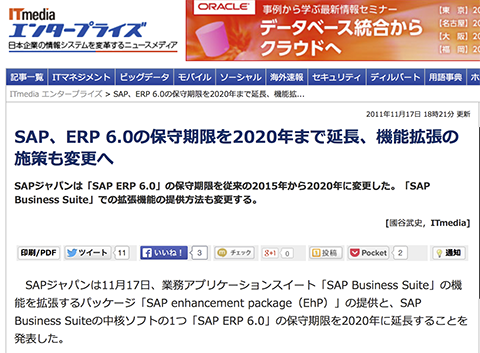 ITmedia
エンタープライズ
日本企業の情報システムを変革するニュースメディア
ORACLE 事例から学ぶ最新情報セミナー
データベース統合から
クラウドへ
【東 京】20
【名古屋】2
【大 阪】
【福 岡】
記事一覧 ITマネジメント ビッグデータ モバイル ソーシャル 海外速報 セキュリティ ディルバート 用語事典 ホ
ITmedia エンタープライズ > SAP、ERP 6.0の保守期限を2020年まで延長、機能拡...
2011年11月17日 18時21分 更新
SAP、ERP 6.0の保守期限を2020年まで延長、機能拡張の
施策も変更へ
SAPジャパンは「SAP ERP 6.0」の保守期限を従来の2015年から2020年に変更した。「SAP
Business Suite」での拡張機能の提供方法も変更する。
[國谷武史，ITmedia]
印刷/PDF ツイート 11 いいね！ 3 チェック g+1 0 投稿 Pocket 2 通知
SAPジャパンは11月17日、業務アプリケーションスイート「SAP Business Suite」の機
能を拡張するパッケージ「SAP enhancement package（EhP）」の提供と、SAP
Business Suiteの中核ソフトの1つ「SAP ERP 6.0」の保守期限を2020年に延長することを
発表した。